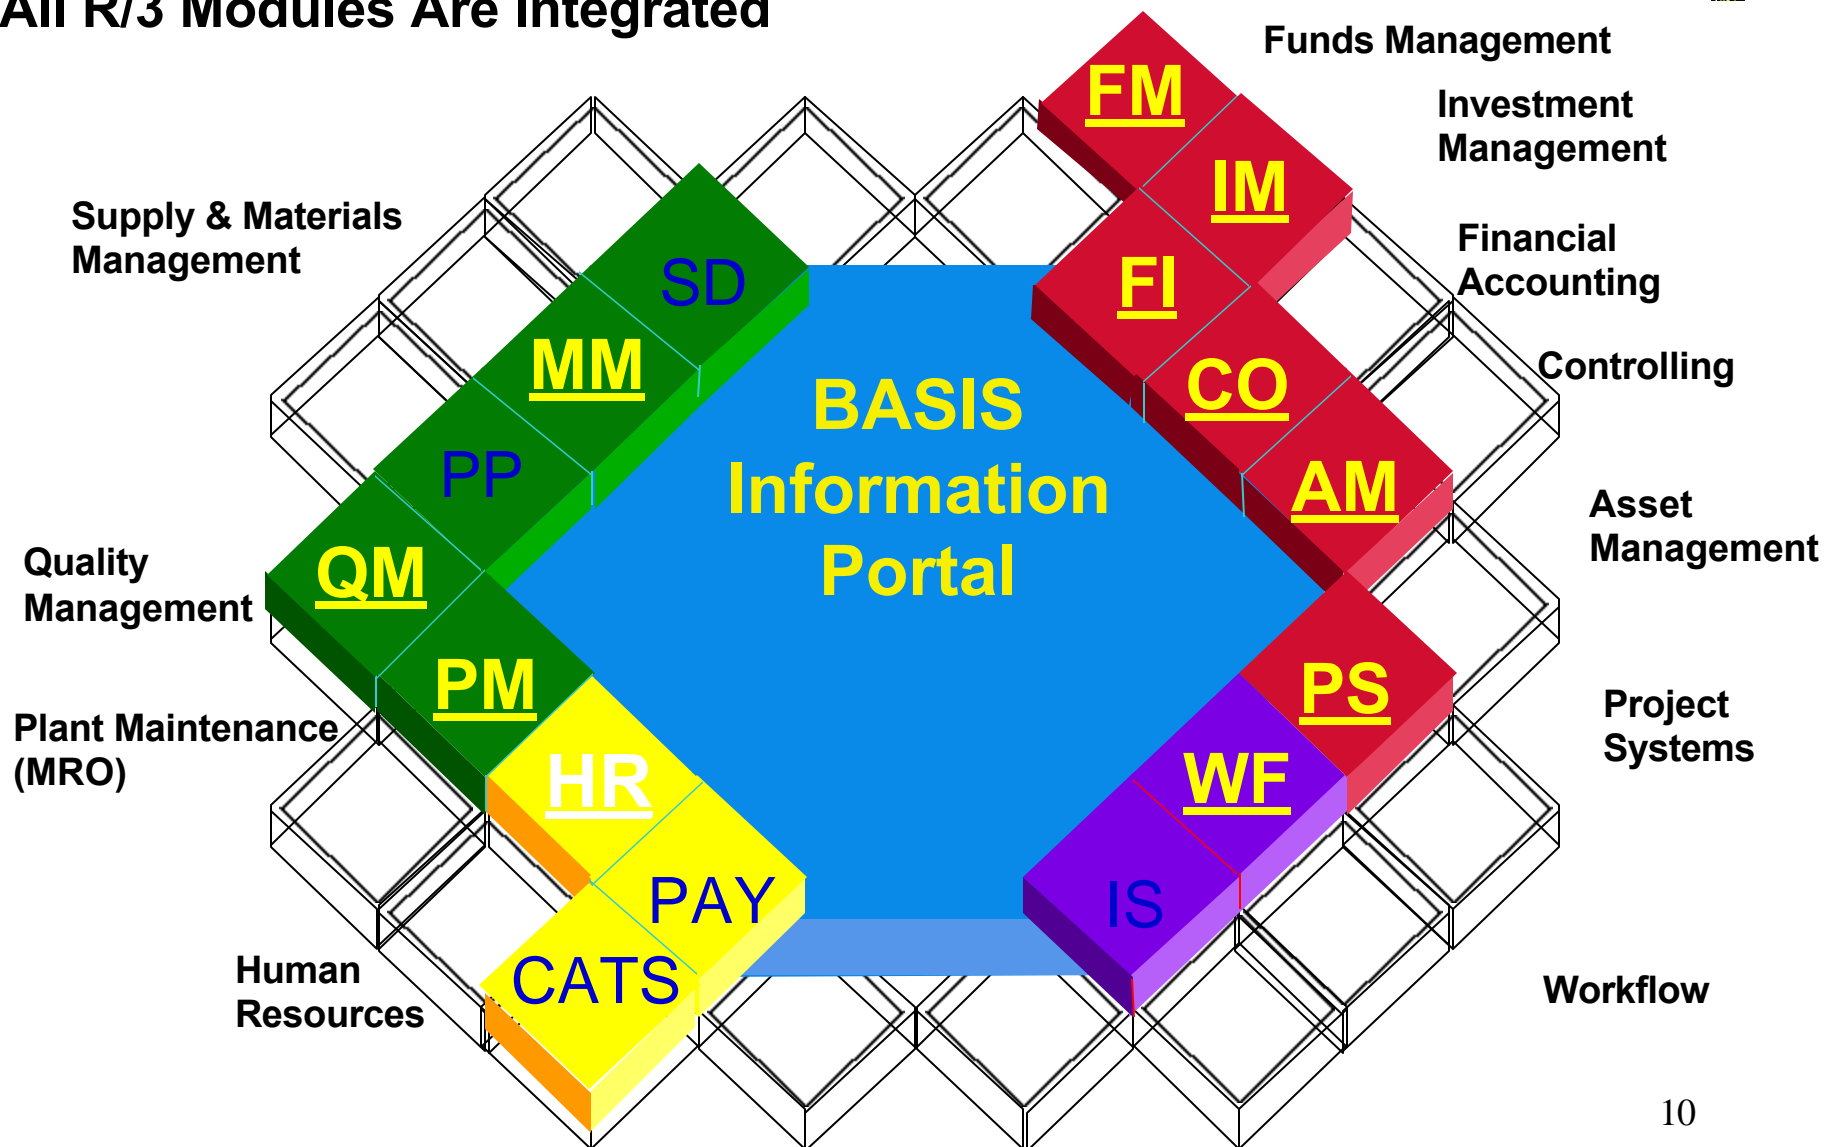 All R/3 Modules Are Integrated
Funds Management
FM
Investment
Management
IM
Supply & Materials
Management
Financial
Accounting
SD
FI
MM
CO
Controlling
BASIS
Information
Portal
PP
AM
Asset
Management
Quality
Management
QM
PM
PS
Plant Maintenance
(MRO)
Project
Systems
HR
WF
PAY
IS
CATS
Human
Resources
Workflow
10